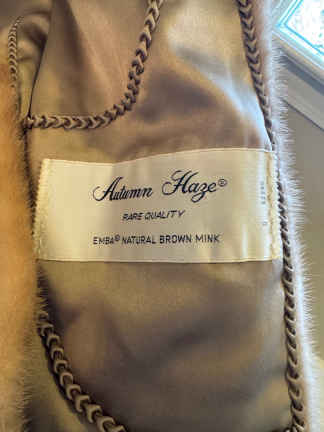 Autumn Haze®
RARE QUALITY
EMBA® NATURAL BROWN MINK